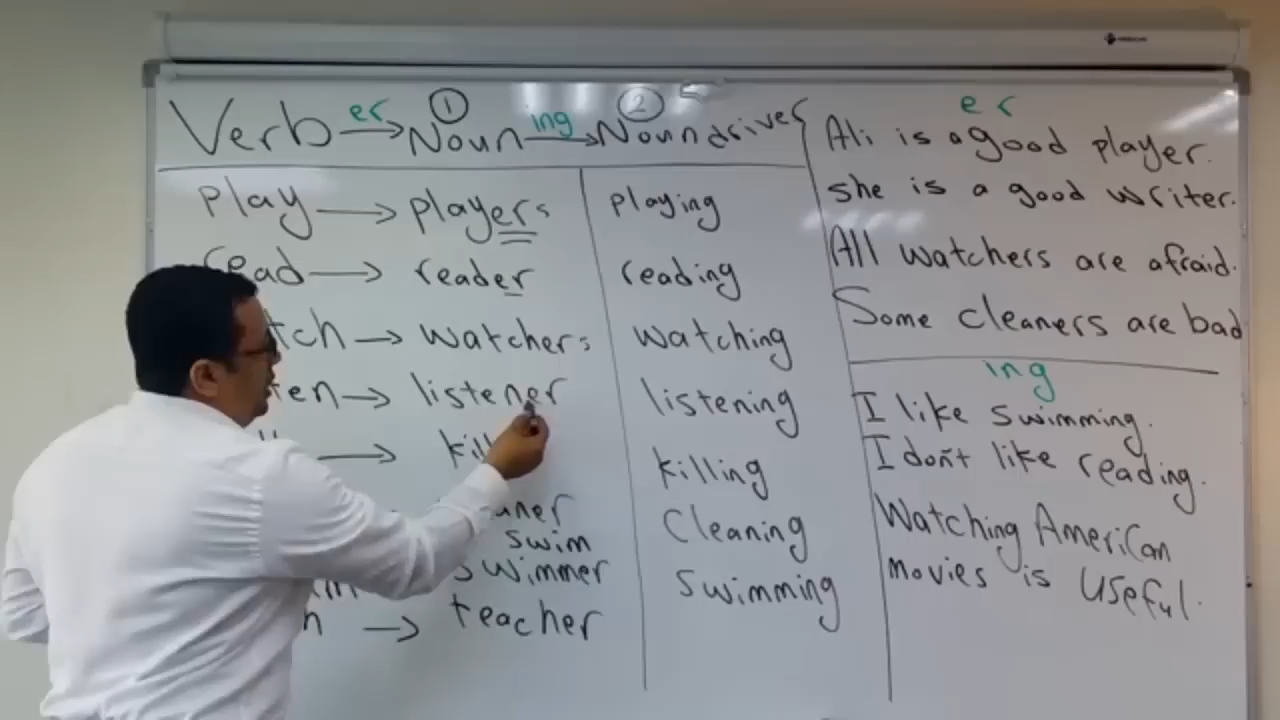 er ① ing ②
Verb → Noun → Noun driver
play → players playing
read → reader reading
tch → watchers watching
ten → listener listening
→ kil killing
ner Cleaning
swim
swimmer swimming
→ teacher
er
Ali is a good player.
she is a good writer.
All watchers are afraid.
Some cleaners are bad
ing
I like swimming.
I don't like reading.
Watching American
movies is useful.